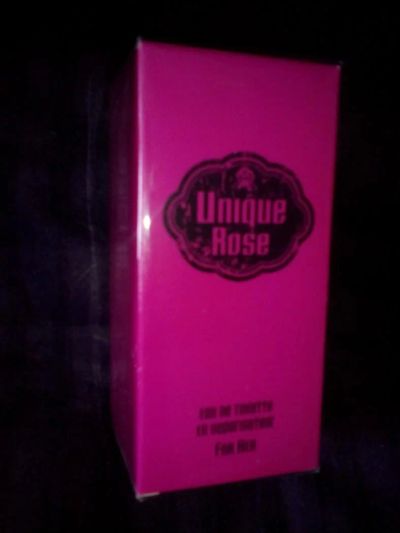 Unique
Rose
Eau de Toilette
En vaporisateur
For Her